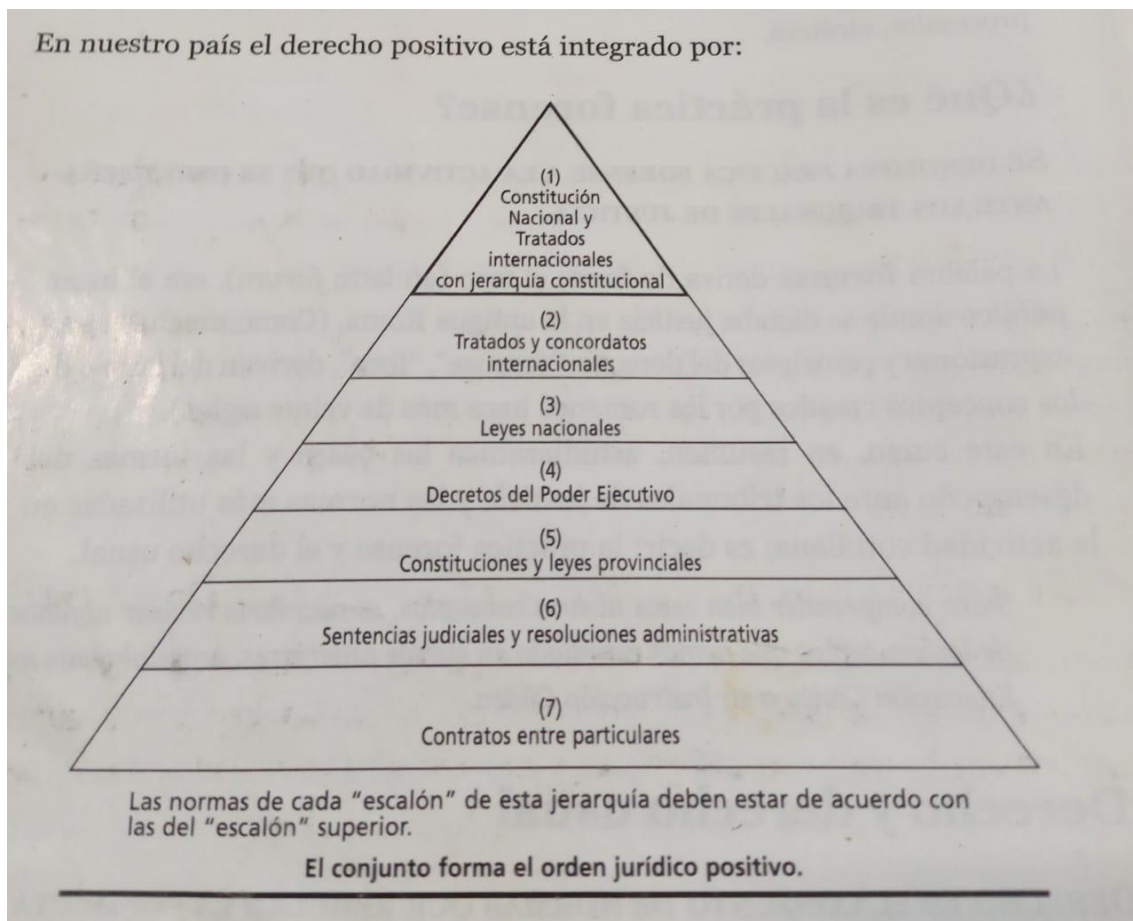 En nuestro país el derecho positivo está integrado por:
(1)
Constitución
Nacional y
Tratados
internacionales
con jerarquía constitucional
(2)
Tratados y concordatos
internacionales
(3)
Leyes nacionales
(4)
Decretos del Poder Ejecutivo
(5)
Constituciones y leyes provinciales
(6)
Sentencias judiciales y resoluciones administrativas
(7)
Contratos entre particulares
Las normas de cada “escalón” de esta jerarquía deben estar de acuerdo con
las del “escalón” superior.
El conjunto forma el orden jurídico positivo.